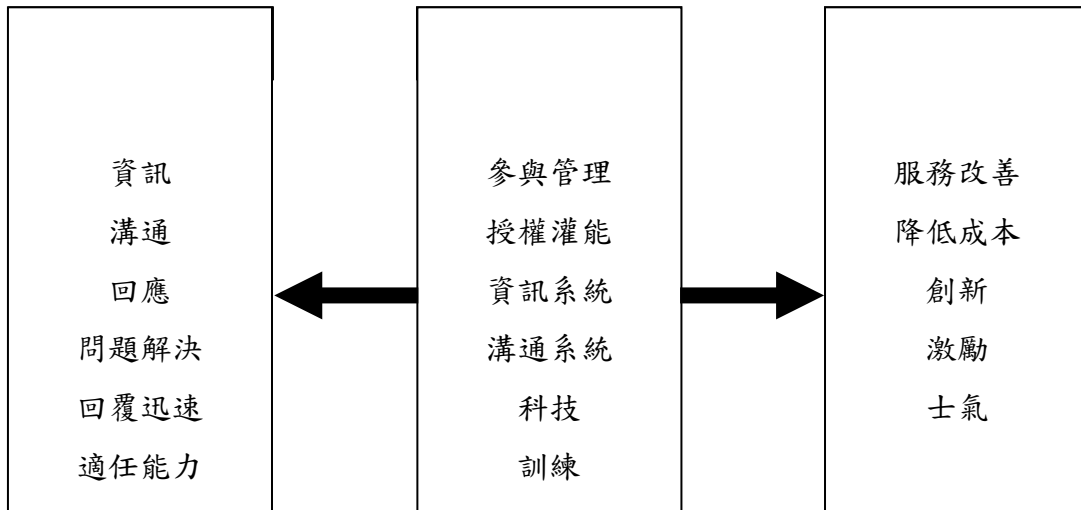 資訊
溝通
回應
問題解決
回覆迅速
適任能力
參與管理
授權灌能
資訊系統
溝通系統
科技
訓練
服務改善
降低成本
創新
激勵
士氣